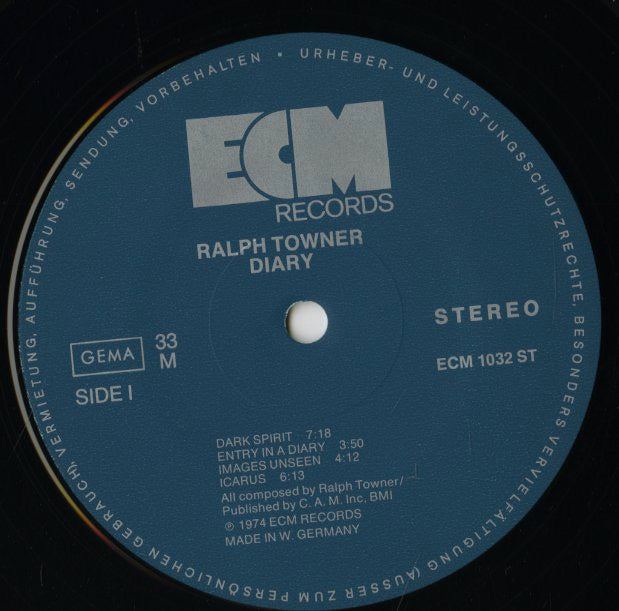 URHEBER- UND LEISTUNGSSCHUTZRECHTE, BESONDERS VERVIELFÄLTIGUNG (AUSSER ZUM PERSÖNLICHEN GEBRAUCH), VERMIETUNG, AUFFÜHRUNG, SENDUNG, VORBEHALTEN •
ECM
RECORDS
RALPH TOWNER
DIARY
STEREO
GEMA
33
M
ECM 1032 ST
SIDE I
DARK SPIRIT 7:18
ENTRY IN A DIARY 3:50
IMAGES UNSEEN 4:12
ICARUS 6:13
All composed by Ralph Towner/
Published by C. A. M. Inc, BMI
℗ 1974 ECM RECORDS
MADE IN W. GERMANY